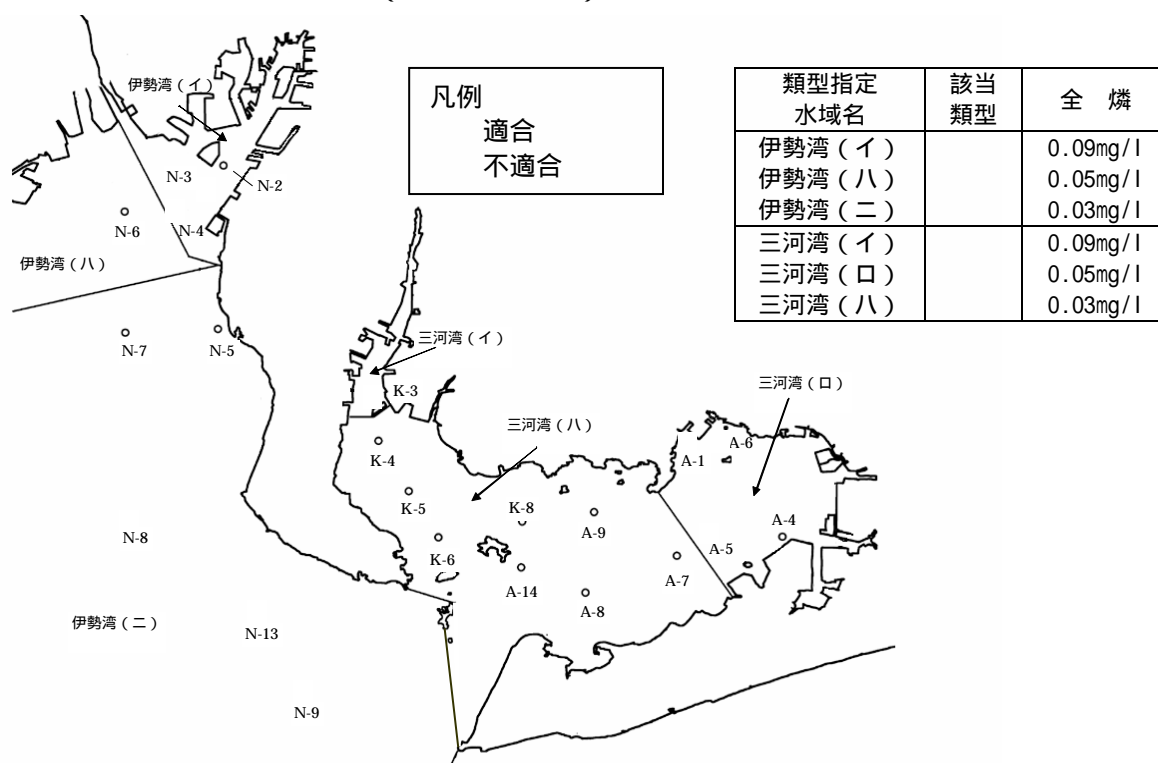 凡例
適合
不適合
類型指定水域名 該当類型 全　燐
伊勢湾（イ） 0.09mg/l
伊勢湾（ハ） 0.05mg/l
伊勢湾（ニ） 0.03mg/l
三河湾（イ） 0.09mg/l
三河湾（ロ） 0.05mg/l
三河湾（ハ） 0.03mg/l
伊勢湾（イ）
N-3
N-2
N-6
N-4
伊勢湾（ハ）
N-7
N-5
三河湾（イ）
K-3
三河湾（ロ）
三河湾（ハ）
A-6
K-4
A-1
K-5
K-8
A-9
A-4
N-8
K-6
A-5
A-7
A-14
A-8
伊勢湾（ニ）
N-13
N-9